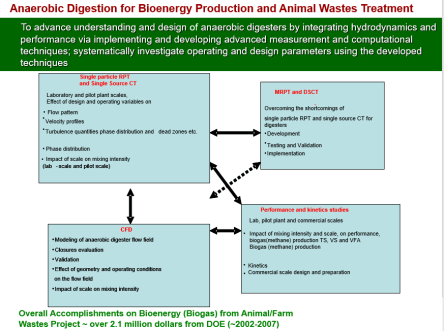 Anaerobic Digestion for Bioenergy Production and Animal Wastes Treatment
To advance understanding and design of anaerobic digesters by integrating hydrodynamics and
performance via implementing and developing advanced measurement and computational
techniques; systematically investigate operating and design parameters using the developed
techniques
Single particle RPT
and Single Source CT
Laboratory and pilot plant scales,
Effect of design and operating variables on
• Flow pattern
• Velocity profiles
• Turbulence quantities phase distribution and dead zones etc.
• Phase distribution
• Impact of scale on mixing intensity
(lab -scale and pilot scale)
MRPT and DSCT
Overcoming the shortcomings of
single particle RPT and single source CT for
digesters
• Development
• Testing and Validation
• Implementation
CFD
• Modeling of anaerobic digester flow field
• Closures evaluation
• Validation
• Effect of geometry and operating conditions
on the flow field
• Impact of scale on mixing intensity
Performance and kinetics studies
Lab, pilot plant and commercial scales
• Impact of mixing intensity and scale, on performance,
biogas(methane) production TS, VS and VFA
Biogas (methane) production
• Kinetics
• Commercial scale design and preparation
Overall Accomplishments on Bioenergy (Biogas) from Animal/Farm
Wastes Project ~ over 2.1 million dollars from DOE (~2002-2007)